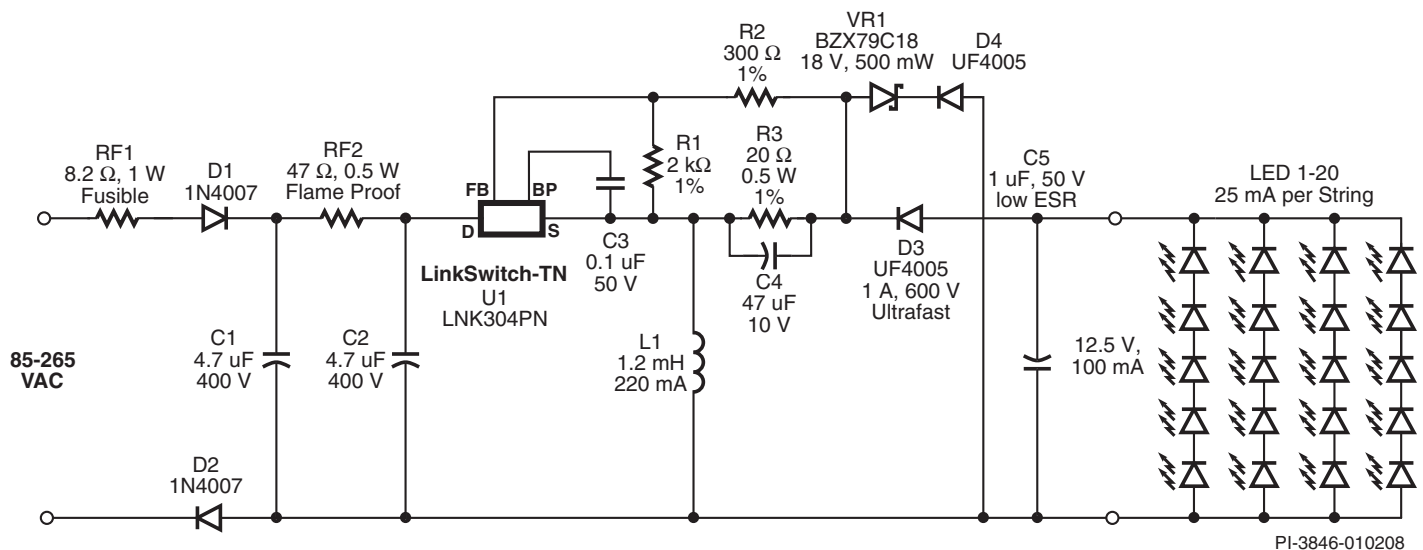 RF1
8.2 Ω, 1 W
Fusible
D1
1N4007
RF2
47 Ω, 0.5 W
Flame Proof
R2
300 Ω
1%
VR1
BZX79C18
18 V, 500 mW
D4
UF4005
R1
2 kΩ
1%
R3
20 Ω
0.5 W
1%
FB
BP
D
S
LinkSwitch-TN
U1
LNK304PN
C3
0.1 uF
50 V
C4
47 uF
10 V
D3
UF4005
1 A, 600 V
Ultrafast
C5
1 uF, 50 V
low ESR
LED 1-20
25 mA per String
85-265
VAC
C1
4.7 uF
400 V
C2
4.7 uF
400 V
L1
1.2 mH
220 mA
12.5 V,
100 mA
D2
1N4007
PI-3846-010208